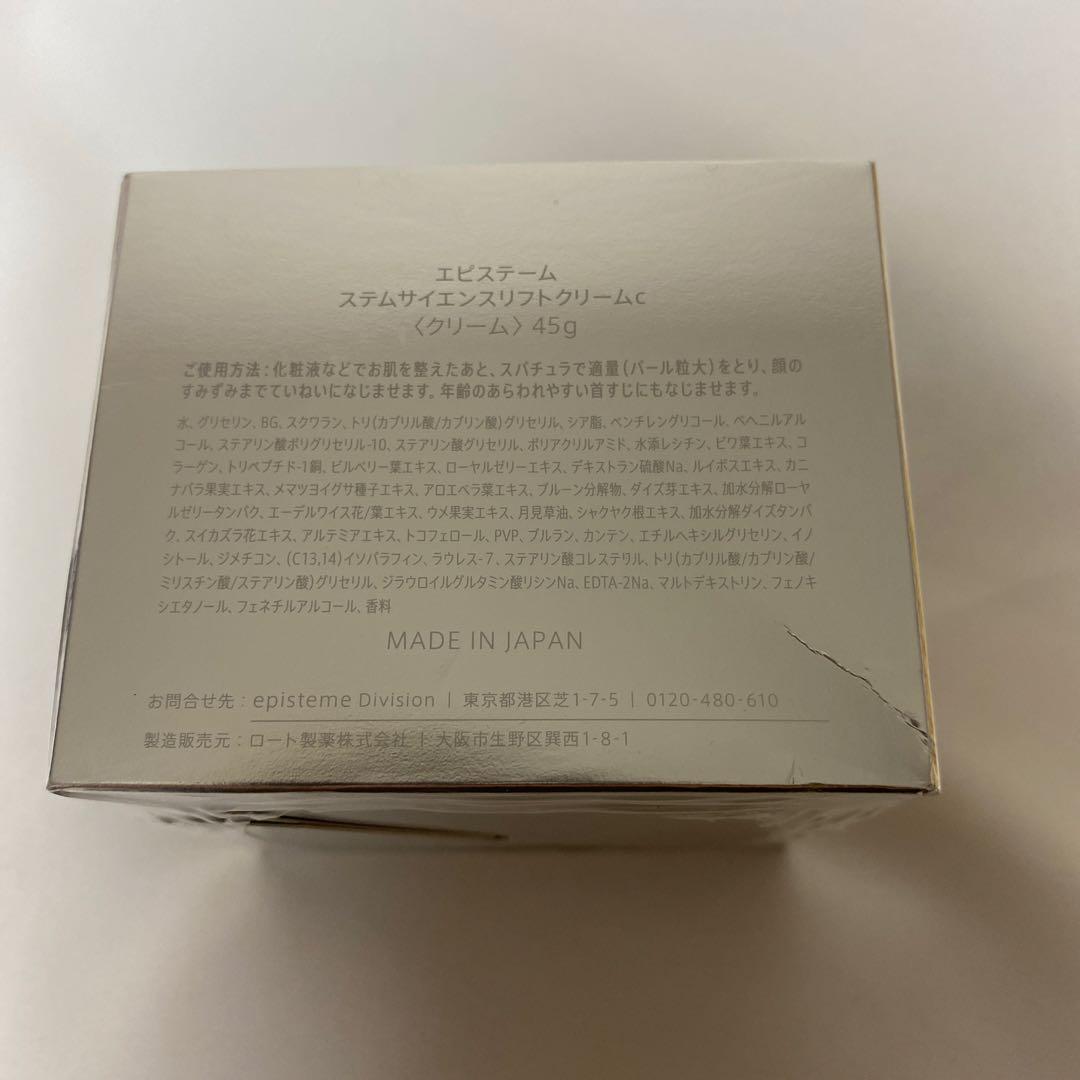 エピステーム
ステムサイエンスリフトクリームc
〈クリーム〉 45g
ご使用方法：化粧液などでお肌を整えたあと、スパチュラで適量（パール粒大）をとり、顔の
すみずみまでていねいになじませます。年齢のあらわれやすい首すじにもなじませます。
水、グリセリン、BG、スクワラン、トリ(カプリル酸/カプリン酸)グリセリル、シア脂、ペンチレングリコール、ベヘニルアル
コール、ステアリン酸ポリグリセリル-10、ステアリン酸グリセリル、ポリアクリルアミド、水添レシチン、ビワ葉エキス、コ
ラーゲン、トリペプチド-1銅、ビルベリー葉エキス、ローヤルゼリーエキス、デキストラン硫酸Na、ルイボスエキス、カニ
ナバラ果実エキス、メマツヨイグサ種子エキス、アロエベラ葉エキス、プルーン分解物、ダイズ芽エキス、加水分解ローヤ
ルゼリータンパク、エーデルワイス花/葉エキス、ウメ果実エキス、月見草油、シャクヤク根エキス、加水分解ダイズタンパ
ク、スイカズラ花エキス、アルテミアエキス、トコフェロール、PVP、プルラン、カンテン、エチルヘキシルグリセリン、イノ
シトール、ジメチコン、(C13,14)イソパラフィン、ラウレス-7、ステアリン酸コレステリル、トリ(カプリル酸/カプリン酸/
ミリスチン酸/ステアリン酸)グリセリル、ジラウロイルグルタミン酸リシンNa、EDTA-2Na、マルトデキストリン、フェノキ
シエタノール、フェネチルアルコール、香料
MADE IN JAPAN
お問合せ先：episteme Division | 東京都港区芝1-7-5 | 0120-480-610
製造販売元：ロート製薬株式会社 | 大阪市生野区巽西1-8-1